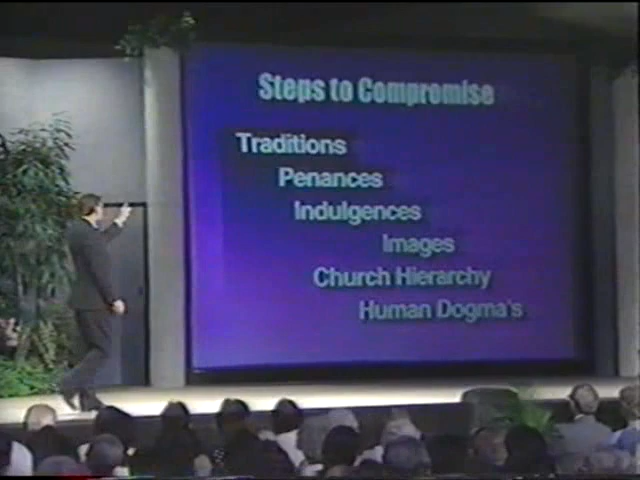 Steps to Compromise
Traditions
Penances
Indulgences
Images
Church Hierarchy
Human Dogma's